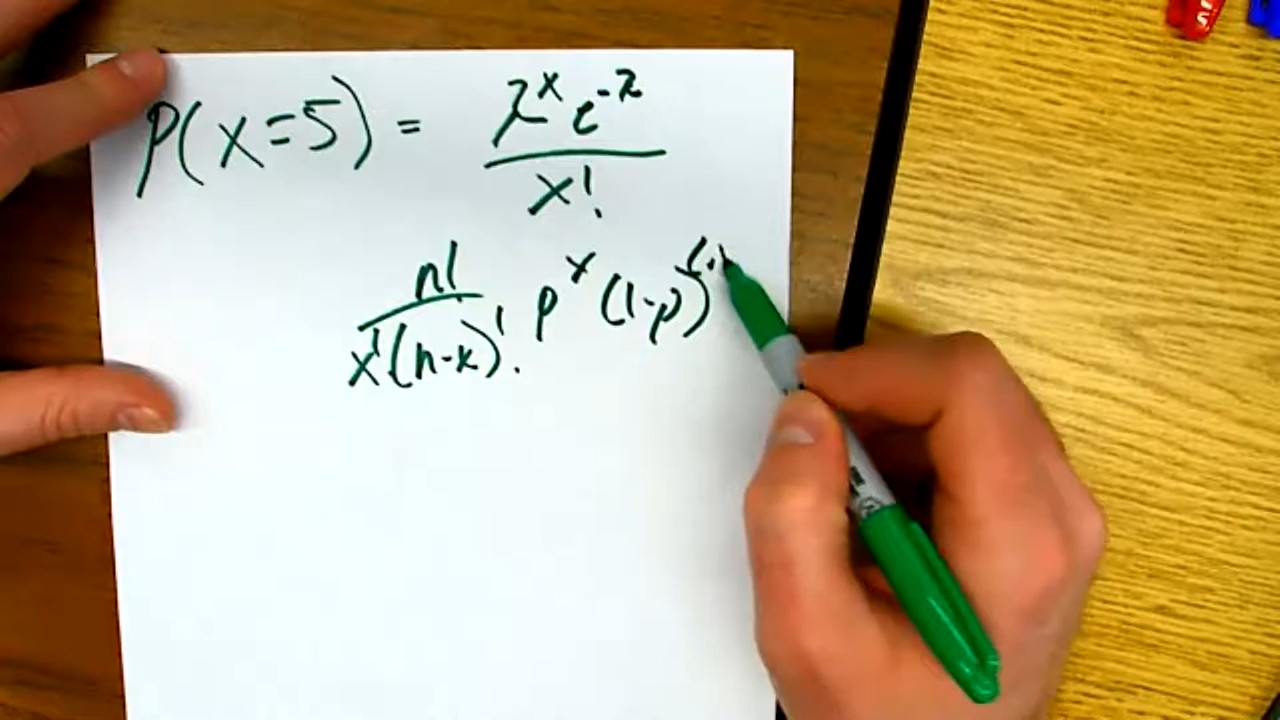 P(x=5) = λ^x e^-λ / x!
n! / x!(n-x)! p^x (1-p)